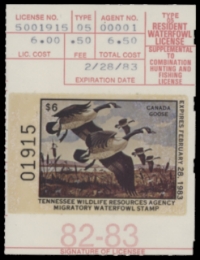 LICENSE NO. TYPE AGENT NO.
5001915 05 00001
6.00 .50 6.50
LIC. COST FEE TOTAL COST
2/28/83
EXPIRATION DATE
TYPE
05
RESIDENT
WATERFOWL
LICENSE
SUPPLEMENTAL
TO
COMBINATION
HUNTING AND
FISHING
LICENSE
$6
CANADA
GOOSE
EXPIRES FEBRUARY 28, 1983
01915
TENNESSEE WILDLIFE RESOURCES AGENCY
MIGRATORY WATERFOWL STAMP
82-83
SIGNATURE OF LICENSEE